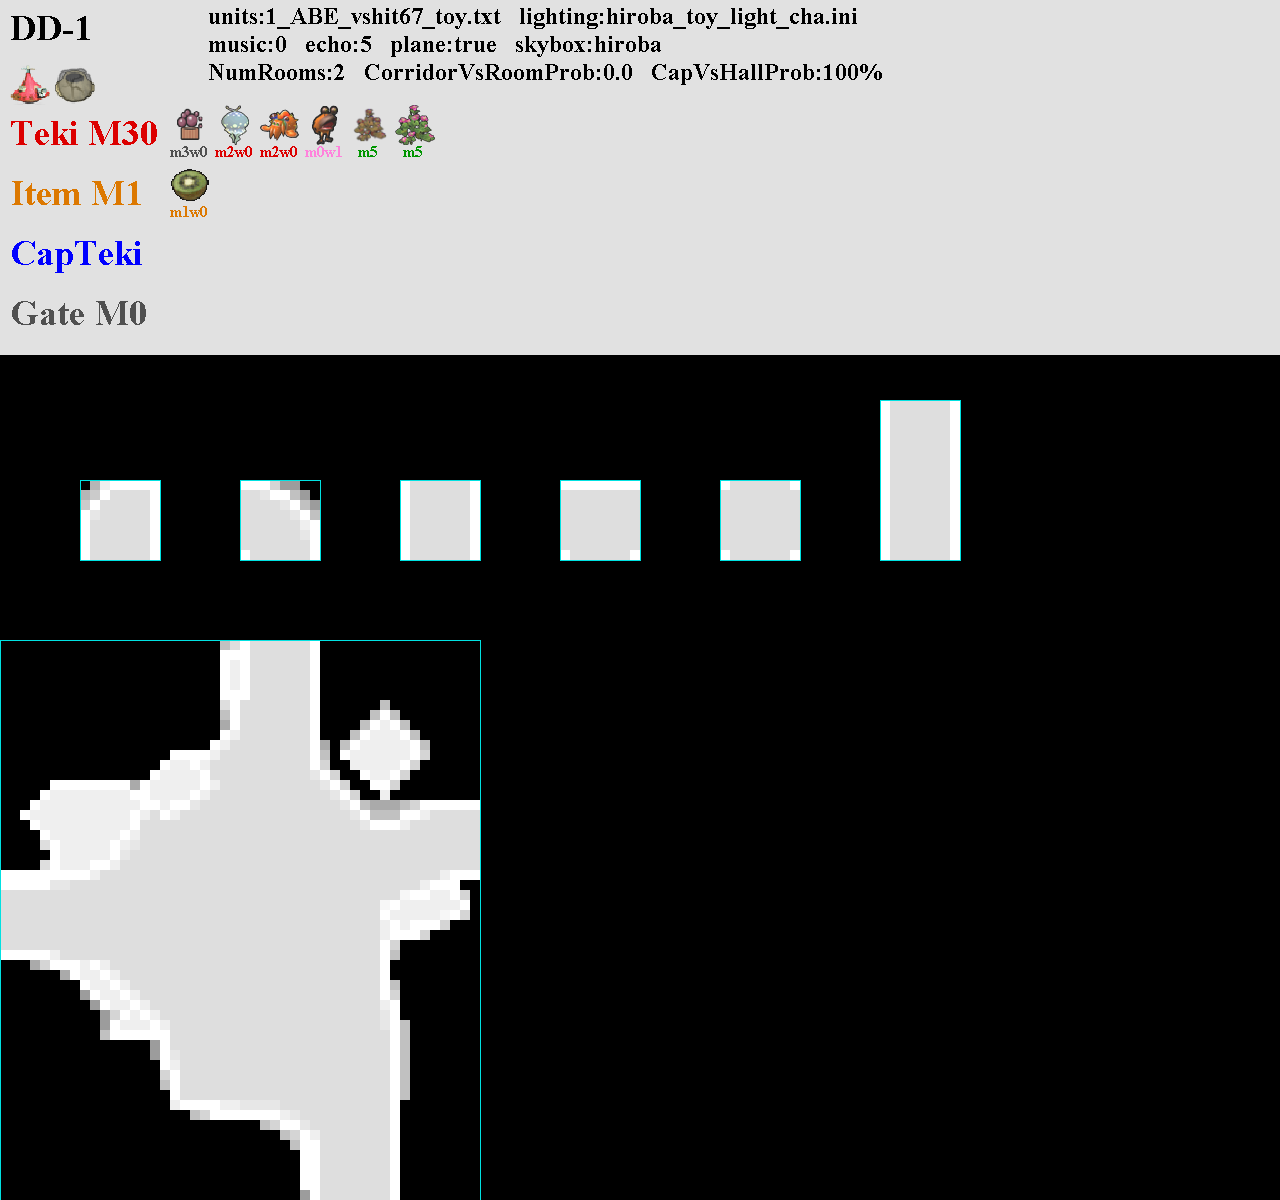 DD-1
units:1_ABE_vshit67_toy.txt lighting:hiroba_toy_light_cha.ini
music:0 echo:5 plane:true skybox:hiroba
NumRooms:2 CorridorVsRoomProb:0.0 CapVsHallProb:100%
Teki M30
m3w0 m2w0 m2w0 m0w1 m5 m5
Item M1
m1w0
CapTeki
Gate M0